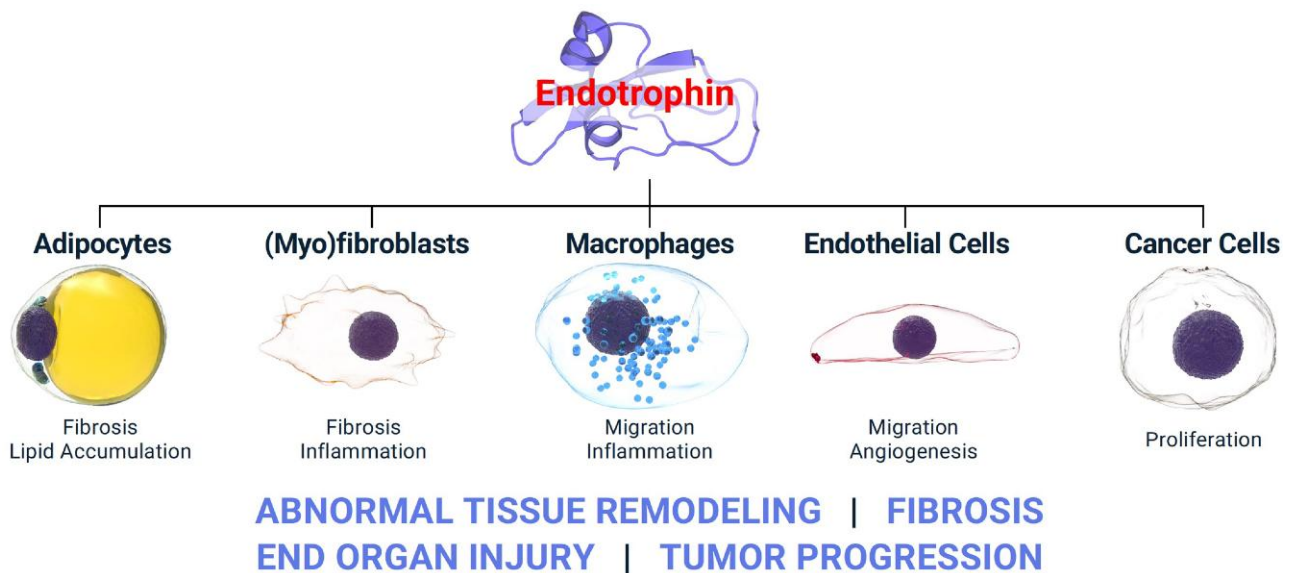 Endotrophin
Adipocytes
(Myo)fibroblasts
Macrophages
Endothelial Cells
Cancer Cells
Fibrosis
Lipid Accumulation
Fibrosis
Inflammation
Migration
Inflammation
Migration
Angiogenesis
Proliferation
ABNORMAL TISSUE REMODELING | FIBROSIS
END ORGAN INJURY | TUMOR PROGRESSION